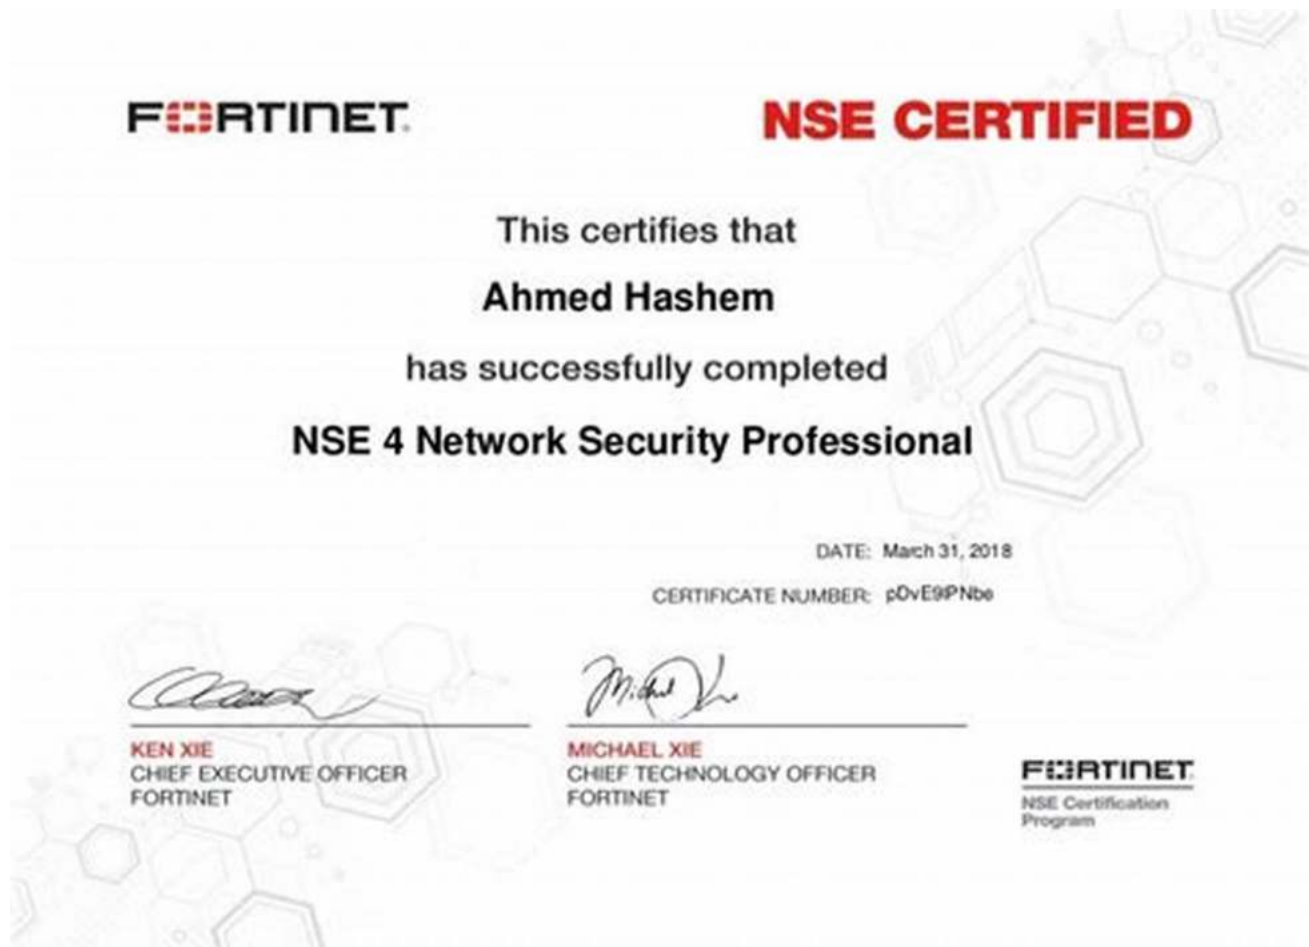 FORTINET
NSE CERTIFIED
This certifies that
Ahmed Hashem
has successfully completed
NSE 4 Network Security Professional
DATE: March 31, 2018
CERTIFICATE NUMBER:
KEN XIE
CHIEF EXECUTIVE OFFICER
FORTINET
MICHAEL XIE
CHIEF TECHNOLOGY OFFICER
FORTINET
FORTINET
NSE Certification
Program